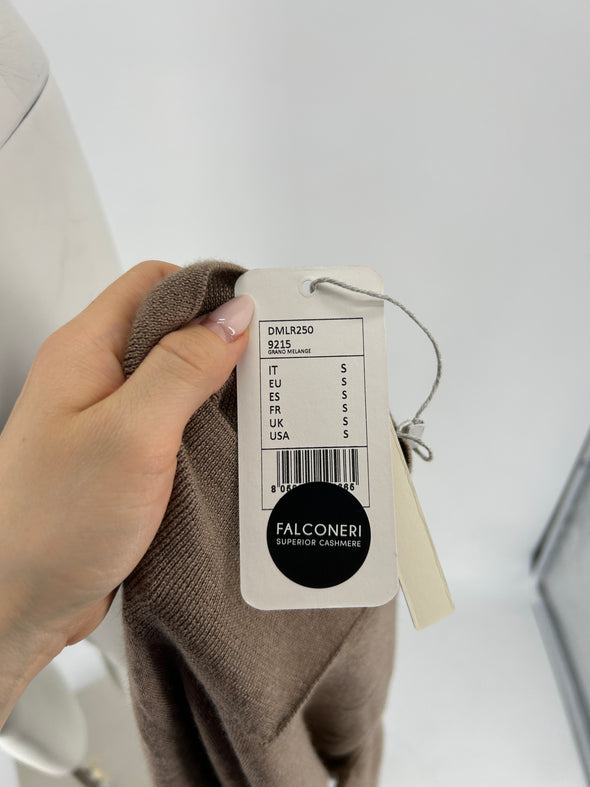 DMLR250
9215
GRANO MELANGE
IT S
EU S
ES S
FR S
UK S
USA S
FALCONERI
SUPERIOR CASHMERE